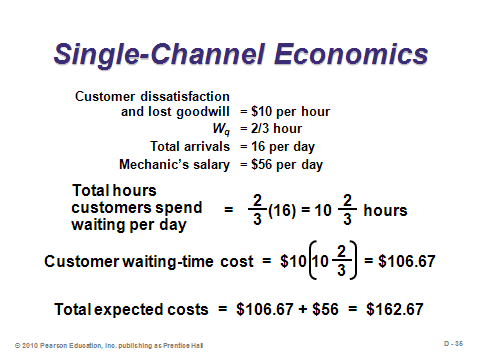 Single-Channel Economics
Customer dissatisfaction
and lost goodwill = $10 per hour
Wq = 2/3 hour
Total arrivals = 16 per day
Mechanic's salary = $56 per day
Total hours
customers spend
waiting per day = 2/3 (16) = 10 2/3 hours
Customer waiting-time cost = $10(10 2/3) = $106.67
Total expected costs = $106.67 + $56 = $162.67
© 2010 Pearson Education, Inc. publishing as Prentice Hall
D - 35